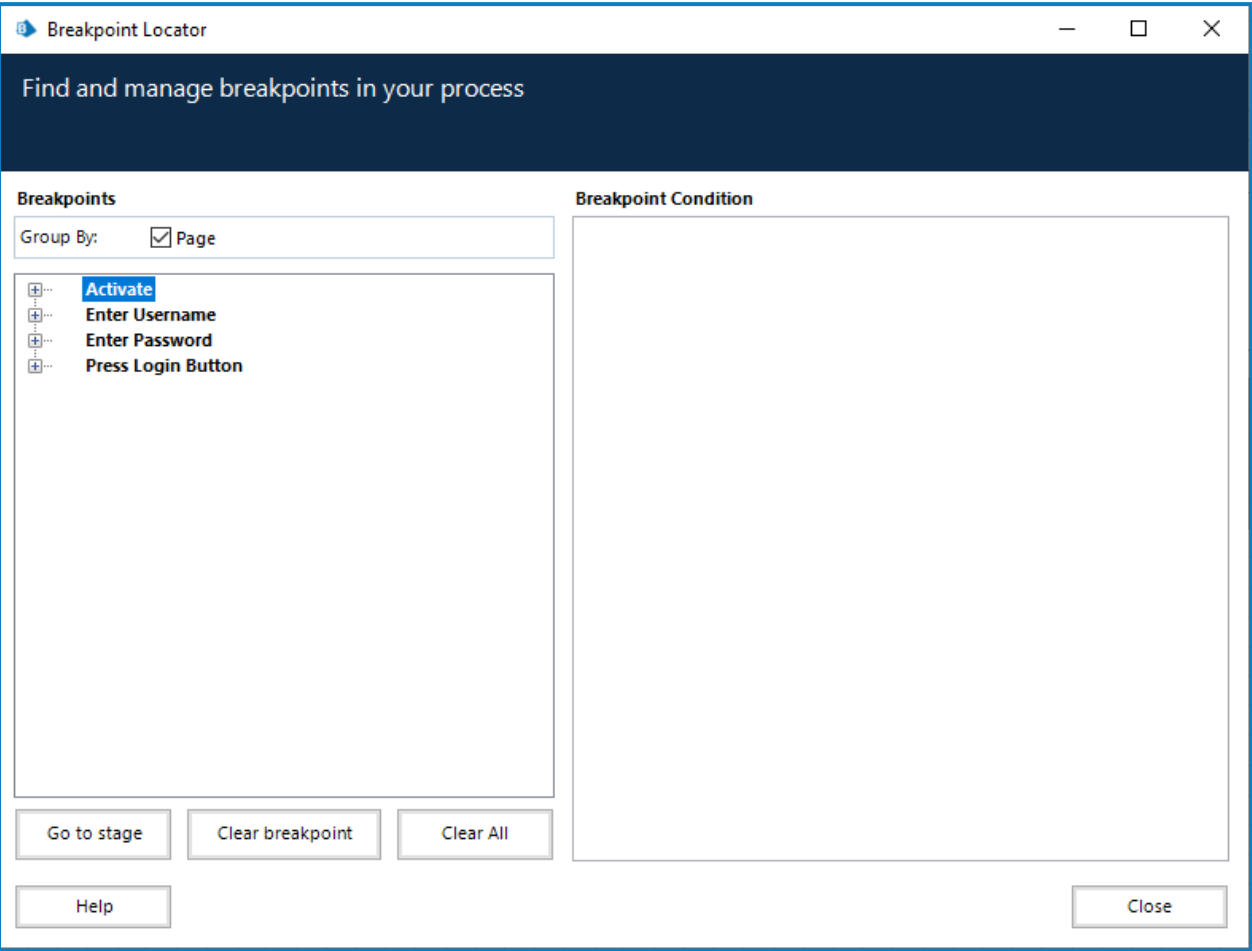 Breakpoint Locator
Find and manage breakpoints in your process
Breakpoints
Group By: Page
Activate
Enter Username
Enter Password
Press Login Button
Go to stage Clear breakpoint Clear All
Help
Breakpoint Condition
Close